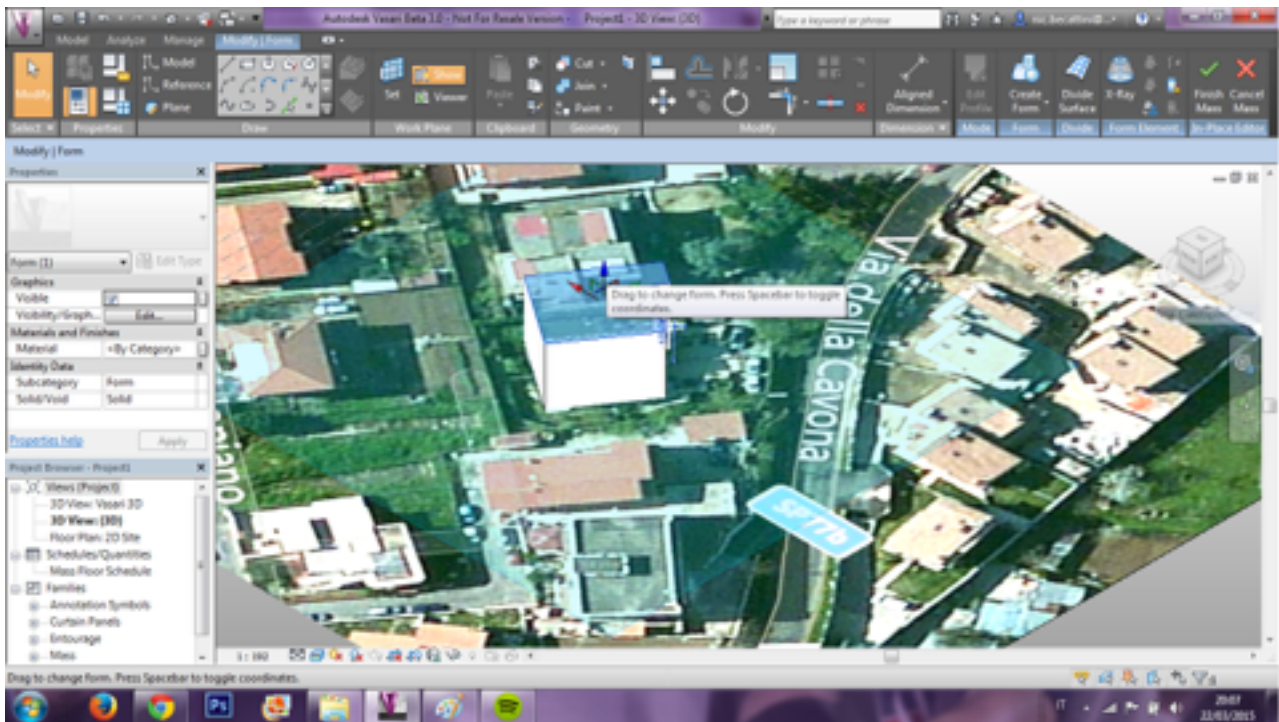 Autodesk Vasari Beta 3.0 - Not For Resale Version - Project1 - 3D View: {3D}
Type a keyword or phrase
Model Analyze Manage Modify | Form
Modify
Model
Reference
Plane
Set
Show
Viewer
Paste
Cut
Join
Paint
Aligned Dimension
Edit Profile
Create Form
Divide Surface
X-Ray
Finish Mass
Cancel Mass
Select Properties Draw Work Plane Clipboard Geometry Modify Dimension Mode Form Divide Form Element In-Place Editor
Modify | Form
Properties
Form (1)
Edit Type
Graphics
Visible
Visibility/Graph... Edit...
Materials and Finishes
Material <By Category>
Identity Data
Subcategory Form
Solid/Void Solid
Properties help
Apply
Project Browser - Project1
Views (Project)
3D View: Vasari 3D
3D View: {3D}
Floor Plan: 2D Site
Schedules/Quantities
Mass Floor Schedule
Families
Annotation Symbols
Curtain Panels
Entourage
Mass
Drag to change form. Press Spacebar to toggle coordinates.
Via della Cavona
SP77b
1 : 192
Drag to change form. Press Spacebar to toggle coordinates.
Ps
IT
20:07
22/03/2015